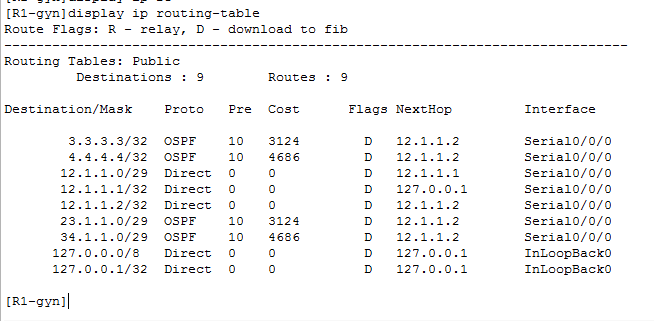 [R1-gyn]display ip routing-table
Route Flags: R - relay, D - download to fib
------------------------------------------------------------------------------
Routing Tables: Public
         Destinations : 9        Routes : 9

Destination/Mask    Proto   Pre  Cost      Flags NextHop         Interface

        3.3.3.3/32  OSPF    10   3124        D   12.1.1.2        Serial0/0/0
        4.4.4.4/32  OSPF    10   4686        D   12.1.1.2        Serial0/0/0
       12.1.1.0/29  Direct  0    0           D   12.1.1.1        Serial0/0/0
       12.1.1.1/32  Direct  0    0           D   127.0.0.1       Serial0/0/0
       12.1.1.2/32  Direct  0    0           D   12.1.1.2        Serial0/0/0
       23.1.1.0/29  OSPF    10   3124        D   12.1.1.2        Serial0/0/0
       34.1.1.0/29  OSPF    10   4686        D   12.1.1.2        Serial0/0/0
      127.0.0.0/8   Direct  0    0           D   127.0.0.1       InLoopBack0
      127.0.0.1/32  Direct  0    0           D   127.0.0.1       InLoopBack0

[R1-gyn]